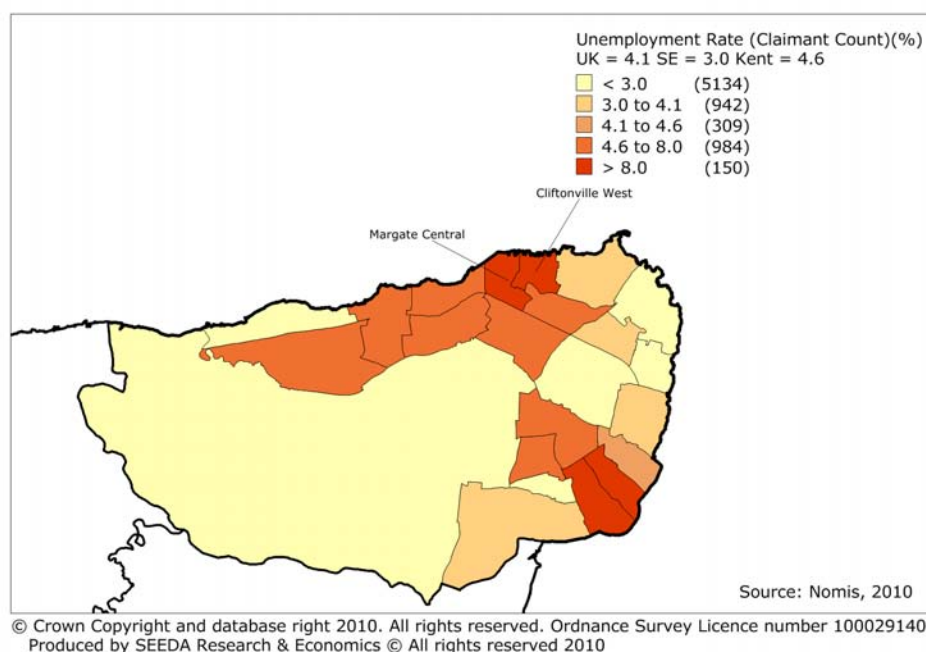 Unemployment Rate (Claimant Count)(%)
UK = 4.1 SE = 3.0 Kent = 4.6
< 3.0 (5134)
3.0 to 4.1 (942)
4.1 to 4.6 (309)
4.6 to 8.0 (984)
> 8.0 (150)
Cliftonville West
Margate Central
Source: Nomis, 2010
© Crown Copyright and database right 2010. All rights reserved. Ordnance Survey Licence number 100029140
Produced by SEEDA Research & Economics © All rights reserved 2010